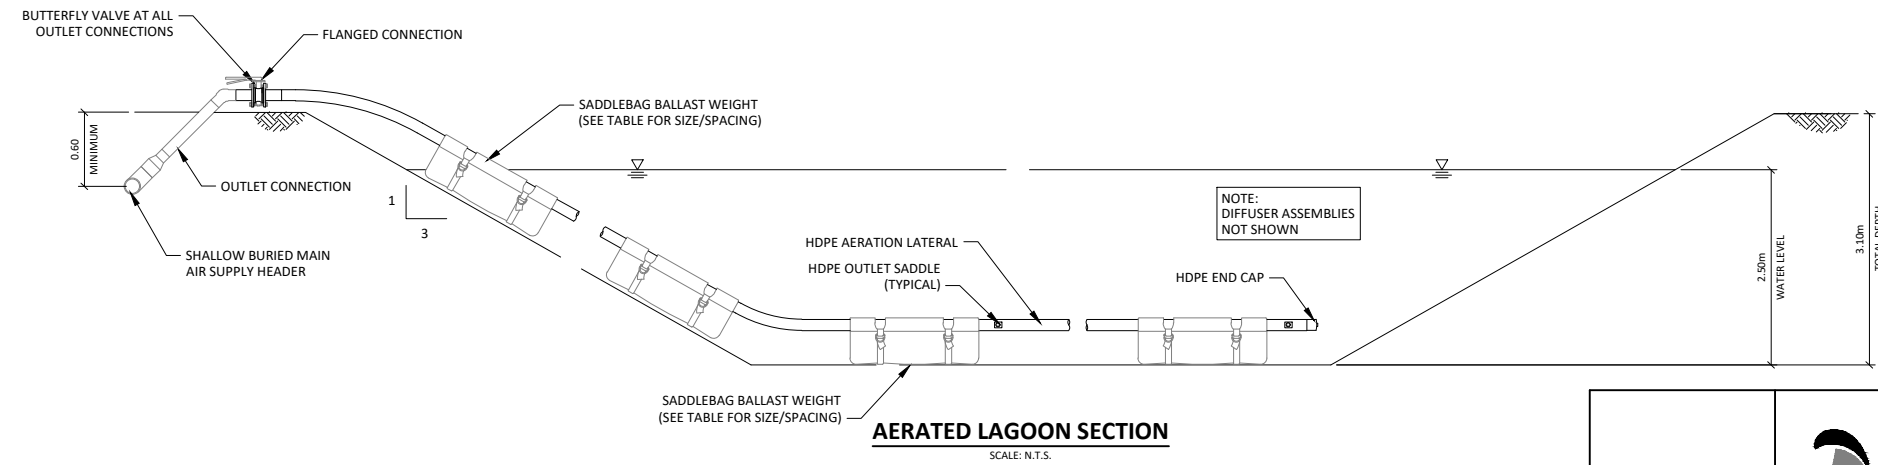 BUTTERFLY VALVE AT ALL
OUTLET CONNECTIONS
FLANGED CONNECTION
SADDLEBAG BALLAST WEIGHT
(SEE TABLE FOR SIZE/SPACING)
0.60
MINIMUM
OUTLET CONNECTION
1
3
SHALLOW BURIED MAIN
AIR SUPPLY HEADER
NOTE:
DIFFUSER ASSEMBLIES
NOT SHOWN
HDPE AERATION LATERAL
HDPE OUTLET SADDLE
(TYPICAL)
HDPE END CAP
2.50m
WATER LEVEL
3.10m
TOTAL DEPTH
SADDLEBAG BALLAST WEIGHT
(SEE TABLE FOR SIZE/SPACING)
AERATED LAGOON SECTION
SCALE: N.T.S.